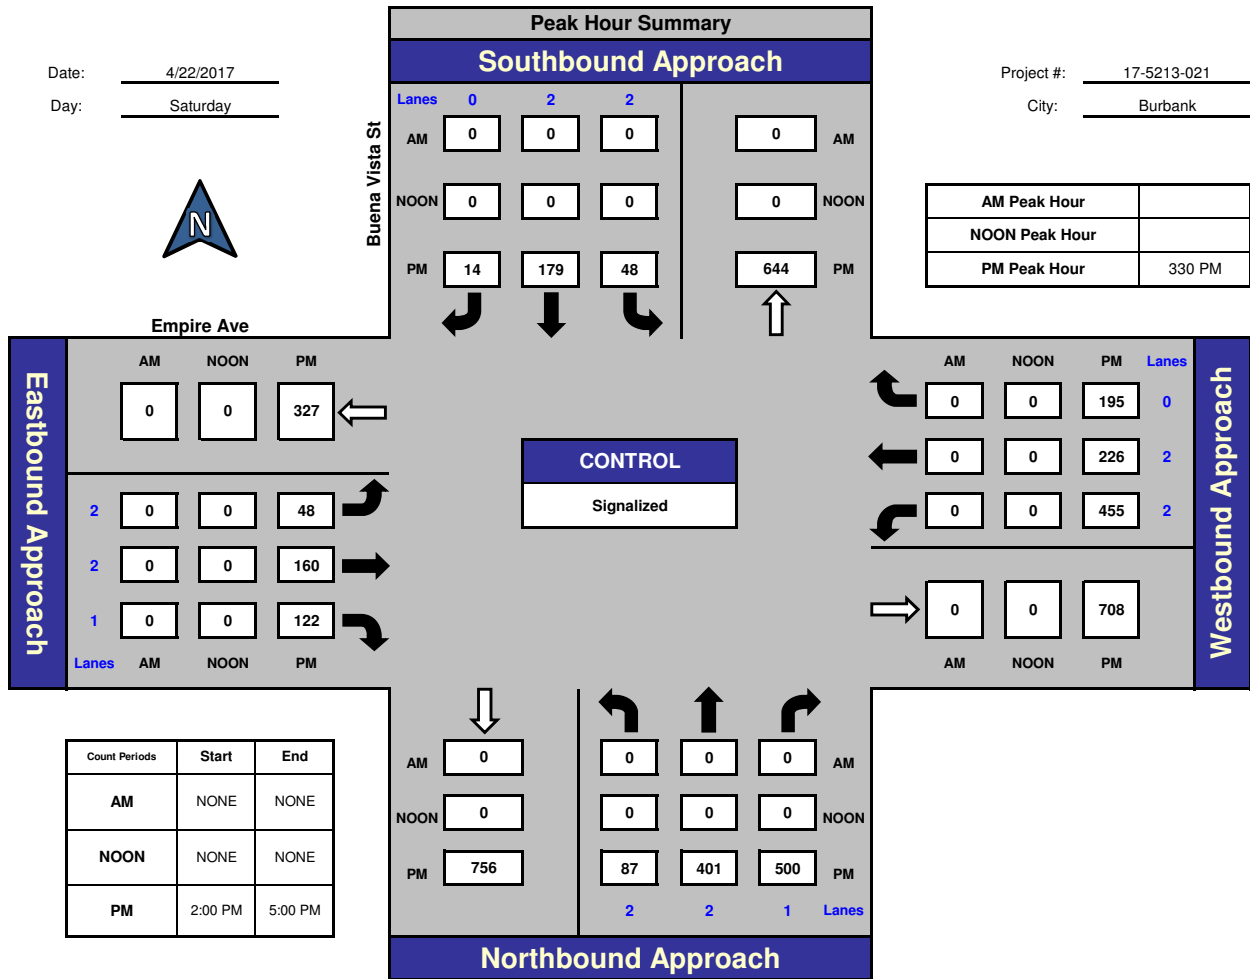 Peak Hour Summary
Southbound Approach
Date: 4/22/2017
Day: Saturday
Project #: 17-5213-021
City: Burbank
N
Buena Vista St
Lanes 0 2 2
AM 0 0 0 0 AM
NOON 0 0 0 0 NOON
PM 14 179 48 644 PM
AM Peak Hour
NOON Peak Hour
PM Peak Hour 330 PM
Empire Ave
Eastbound Approach
AM NOON PM
0 0 327
2 0 0 48
2 0 0 160
1 0 0 122
Lanes AM NOON PM
CONTROL
Signalized
AM NOON PM Lanes
0 0 195 0
0 0 226 2
0 0 455 2
0 0 708
AM NOON PM
Westbound Approach
Count Periods Start End
AM NONE NONE
NOON NONE NONE
PM 2:00 PM 5:00 PM
AM 0 0 0 0 AM
NOON 0 0 0 0 NOON
PM 756 87 401 500 PM
2 2 1 Lanes
Northbound Approach